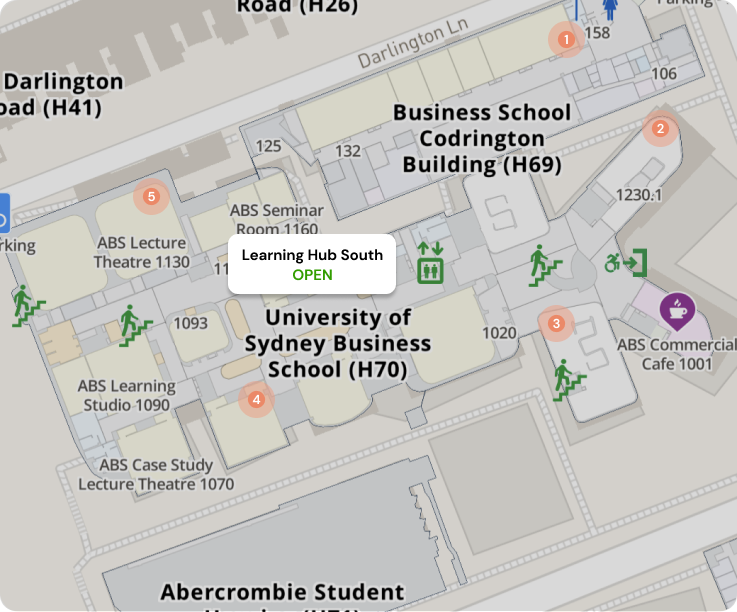 Road (H26)
Parking
Darlington Ln
1
158
Darlington
oad (H41)
106
Business School
Codrington
Building (H69)
2
125
132
5
1230.1
ABS Seminar
Room 1160
ABS Lecture
Theatre 1130
rking
Learning Hub South
OPEN
11
1093
University of
Sydney Business
School (H70)
1020
3
ABS Commercial
Cafe 1001
ABS Learning
Studio 1090
4
ABS Case Study
Lecture Theatre 1070
Abercrombie Student